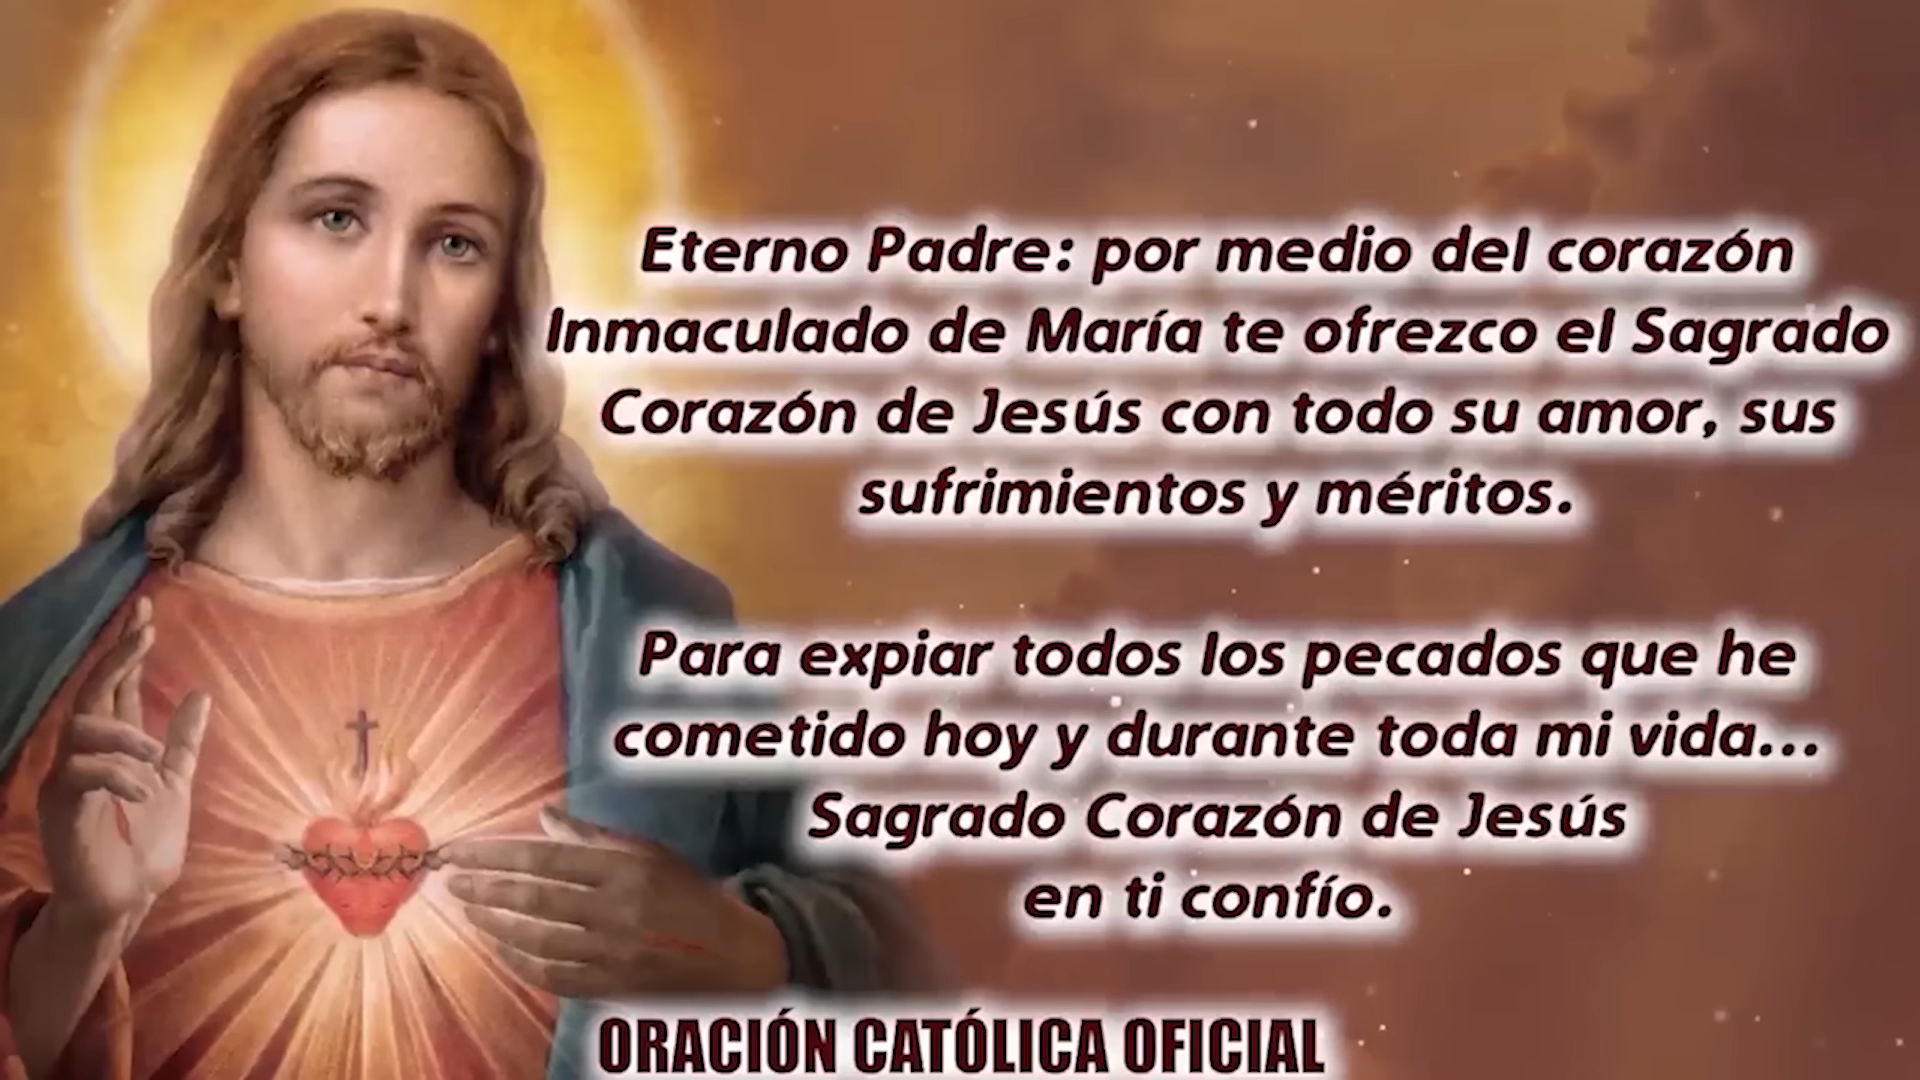 Eterno Padre: por medio del corazón
Inmaculado de María te ofrezco el Sagrado
Corazón de Jesús con todo su amor, sus
sufrimientos y méritos.
Para expiar todos los pecados que he
cometido hoy y durante toda mi vida...
Sagrado Corazón de Jesús
en ti confío.
ORACIÓN CATÓLICA OFICIAL